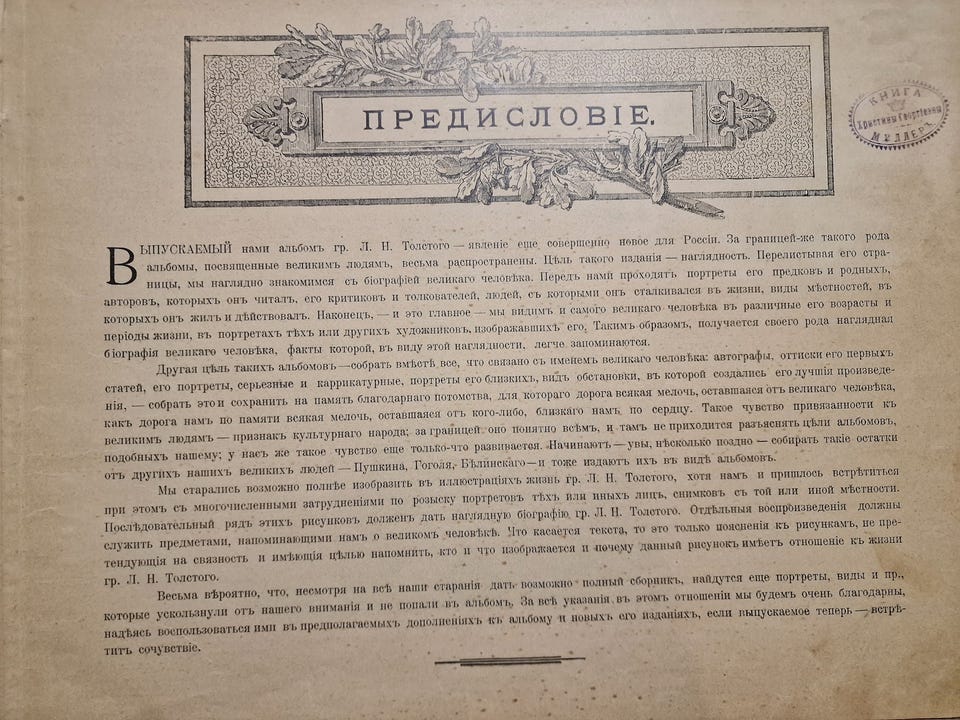 ПРЕДИСЛОВІЕ.
КНИГА
Христины Георгіевны
МИЛЛЕРЪ
ВЫПУСКАЕМЫЙ нами альбомъ гр. Л. Н. Толстого — явленіе еще совершенно новое для Россіи. За границей-же такого рода
альбомы, посвященные великимъ людямъ, весьма распространены. Цѣль такого изданія — наглядность. Перелистывая его стра-
ницы, мы наглядно знакомимся съ біографіей великаго человѣка. Передъ нами проходятъ портреты его предковъ и родныхъ,
авторовъ, которыхъ онъ читалъ, его критиковъ и толкователей, людей, съ которыми онъ сталкивался въ жизни, виды мѣстностей, въ
которыхъ онъ жилъ и дѣйствовалъ. Наконецъ, — и это главное — мы видимъ и самого великаго человѣка въ различные его возрасты и
періоды жизни, въ портретахъ тѣхъ или другихъ художниковъ, изображавшихъ его. Такимъ образомъ, получается своего рода наглядная
біографія великаго человѣка, факты которой, въ виду этой наглядности, легче запоминаются.
Другая цѣль такихъ альбомовъ — собрать вмѣстѣ все, что связано съ именемъ великаго человѣка: автографы, оттиски его первыхъ
статей, его портреты, серьезные и каррикатурные, портреты его близкихъ, видъ обстановки, въ которой создались его лучшія произведе-
нія, — собрать это и сохранить на память благодарнаго потомства, для котораго дорога всякая мелочь, оставшаяся отъ великаго человѣка,
какъ дорога намъ по памяти всякая мелочь, оставшаяся отъ кого-либо, близкаго намъ по сердцу. Такое чувство привязанности къ
великимъ людямъ — признакъ культурнаго народа; за границей оно понятно всѣмъ, и тамъ не приходится разъяснять цѣли альбомовъ,
подобныхъ нашему; у насъ же такое чувство еще только-что развивается. Начинаютъ — увы, нѣсколько поздно — собирать такіе остатки
отъ другихъ нашихъ великихъ людей — Пушкина, Гоголя, Бѣлинскаго — и тоже издаютъ ихъ въ видѣ альбомовъ.
Мы старались возможно полнѣе изобразить въ иллюстраціяхъ жизнь гр. Л. Н. Толстого, хотя намъ и пришлось встрѣтиться
при этомъ съ многочисленными затрудненіями по розыску портретовъ тѣхъ или иныхъ лицъ, снимковъ съ той или иной мѣстности.
Послѣдовательный рядъ этихъ рисунковъ долженъ дать наглядную біографію гр. Л. Н. Толстого. Отдѣльныя воспроизведенія должны
служить предметами, напоминающими намъ о великомъ человѣкѣ. Что касается текста, то это только поясненія къ рисункамъ, не пре-
тендующія на связность и имѣющія цѣлью напомнить, кто и что изображается и почему данный рисунокъ имѣетъ отношеніе къ жизни
гр. Л. Н. Толстого.
Весьма вѣроятно, что, несмотря на всѣ наши старанія дать возможно полный сборникъ, найдутся еще портреты, виды и пр.,
которые ускользнули отъ нашего вниманія и не попали въ альбомъ. За всѣ указанія въ этомъ отношеніи мы будемъ очень благодарны,
надѣясь воспользоваться ими въ предполагаемыхъ дополненіяхъ къ альбому и новыхъ его изданіяхъ, если выпускаемое теперь — встрѣ-
титъ сочувствіе.